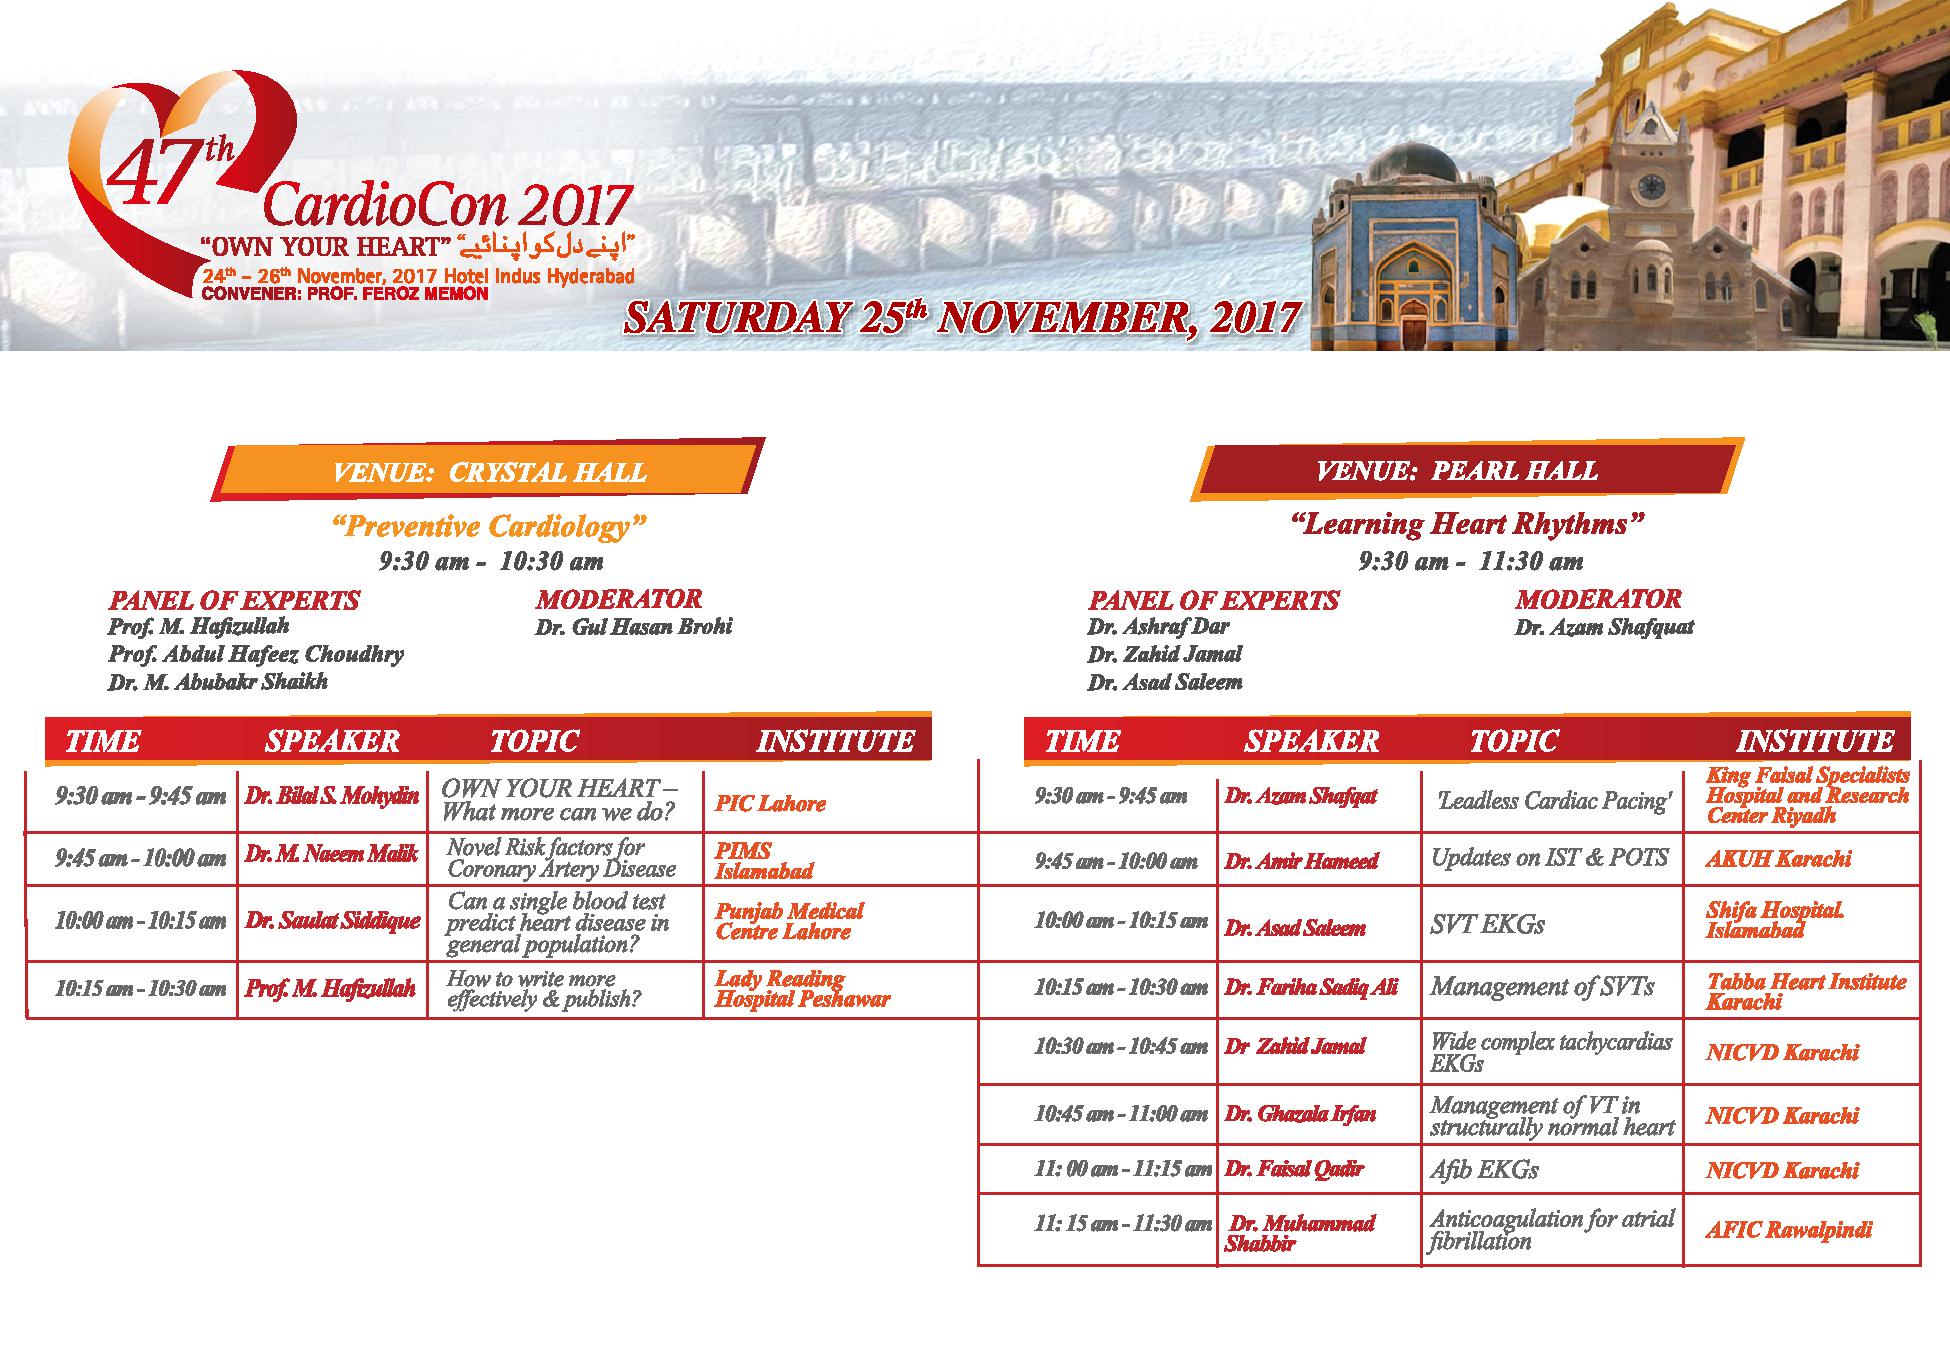 47th
CardioCon 2017
“OWN YOUR HEART” “اپنے دل کو اپنائیے”
24th – 26th November, 2017 Hotel Indus Hyderabad
CONVENER: PROF. FEROZ MEMON
SATURDAY 25th NOVEMBER, 2017
VENUE: CRYSTAL HALL
“Preventive Cardiology”
9:30 am - 10:30 am
PANEL OF EXPERTS
Prof. M. Hafizullah
Prof. Abdul Hafeez Choudhry
Dr. M. Abubakr Shaikh
MODERATOR
Dr. Gul Hasan Brohi
TIME SPEAKER TOPIC INSTITUTE
9:30 am - 9:45 am
Dr. Bilal S. Mohydin
OWN YOUR HEART –
What more can we do?
PIC Lahore
9:45 am - 10:00 am
Dr. M. Naeem Malik
Novel Risk factors for
Coronary Artery Disease
PIMS
Islamabad
10:00 am - 10:15 am
Dr. Saulat Siddique
Can a single blood test
predict heart disease in
general population?
Punjab Medical
Centre Lahore
10:15 am - 10:30 am
Prof. M. Hafizullah
How to write more
effectively & publish?
Lady Reading
Hospital Peshawar
VENUE: PEARL HALL
“Learning Heart Rhythms”
9:30 am - 11:30 am
PANEL OF EXPERTS
Dr. Ashraf Dar
Dr. Zahid Jamal
Dr. Asad Saleem
MODERATOR
Dr. Azam Shafquat
TIME SPEAKER TOPIC INSTITUTE
9:30 am - 9:45 am
Dr. Azam Shafqat
'Leadless Cardiac Pacing'
King Faisal Specialists
Hospital and Research
Center Riyadh
9:45 am - 10:00 am
Dr. Amir Hameed
Updates on IST & POTS
AKUH Karachi
10:00 am - 10:15 am
Dr. Asad Saleem
SVT EKGs
Shifa Hospital.
Islamabad
10:15 am - 10:30 am
Dr. Fariha Sadiq Ali
Management of SVTs
Tabba Heart Institute
Karachi
10:30 am - 10:45 am
Dr Zahid Jamal
Wide complex tachycardias
EKGs
NICVD Karachi
10:45 am - 11:00 am
Dr. Ghazala Irfan
Management of VT in
structurally normal heart
NICVD Karachi
11: 00 am - 11:15 am
Dr. Faisal Qadir
Afib EKGs
NICVD Karachi
11: 15 am - 11:30 am
Dr. Muhammad
Shabbir
Anticoagulation for atrial
fibrillation
AFIC Rawalpindi